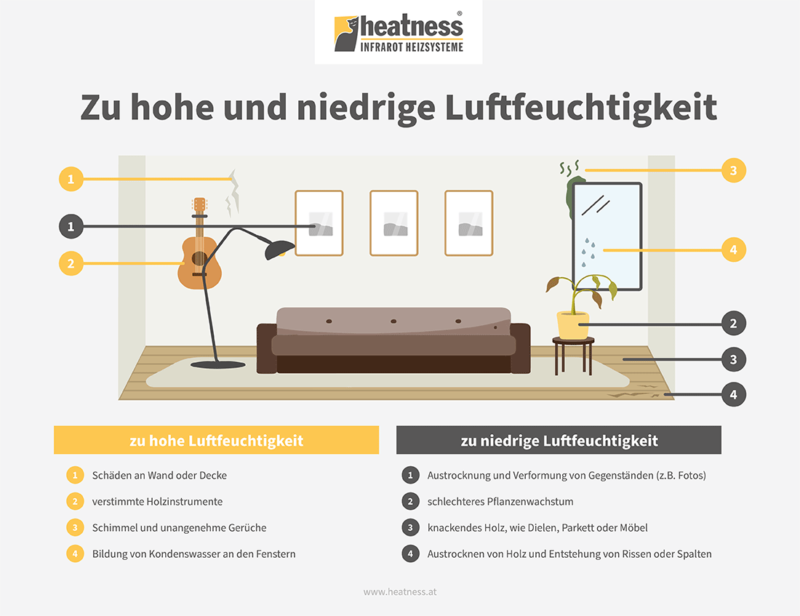 heatness®
INFRAROT HEIZSYSTEME
Zu hohe und niedrige Luftfeuchtigkeit
1
1
2
3
4
2
3
4
zu hohe Luftfeuchtigkeit
1 Schäden an Wand oder Decke
2 verstimmte Holzinstrumente
3 Schimmel und unangenehme Gerüche
4 Bildung von Kondenswasser an den Fenstern
zu niedrige Luftfeuchtigkeit
1 Austrocknung und Verformung von Gegenständen (z.B. Fotos)
2 schlechteres Pflanzenwachstum
3 knackendes Holz, wie Dielen, Parkett oder Möbel
4 Austrocknen von Holz und Entstehung von Rissen oder Spalten
www.heatness.at